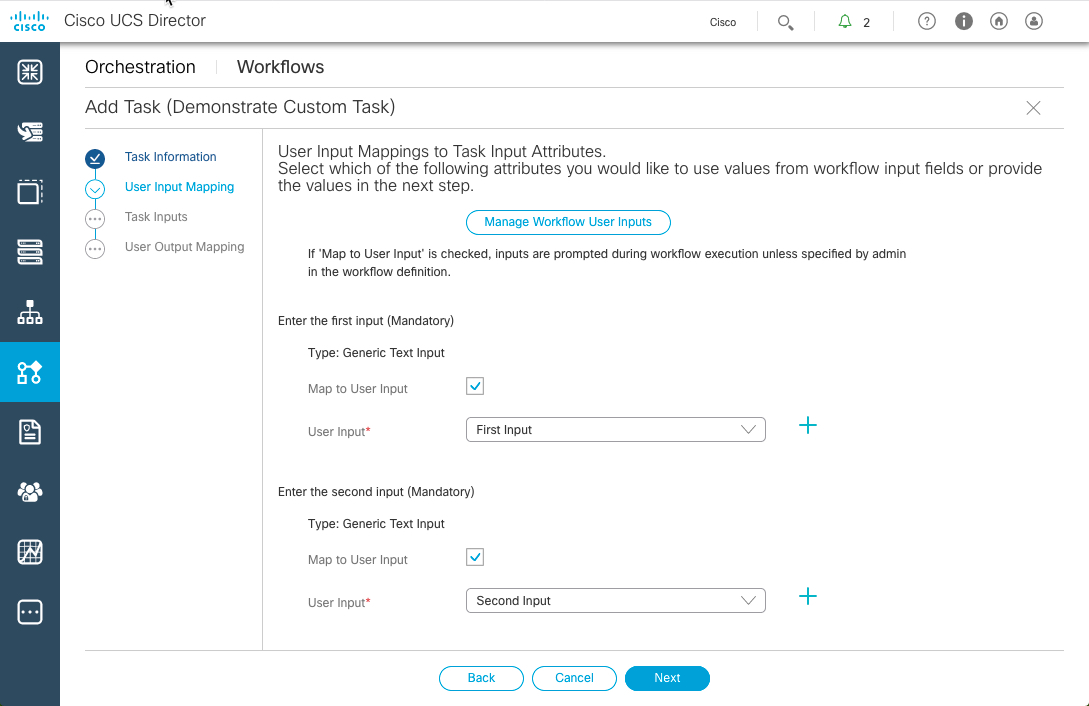 CISCO
Cisco UCS Director
Cisco
2
Orchestration
Workflows
Add Task (Demonstrate Custom Task)
Task Information
User Input Mapping
Task Inputs
User Output Mapping
User Input Mappings to Task Input Attributes.
Select which of the following attributes you would like to use values from workflow input fields or provide
the values in the next step.
Manage Workflow User Inputs
If 'Map to User Input' is checked, inputs are prompted during workflow execution unless specified by admin
in the workflow definition.
Enter the first input (Mandatory)
Type: Generic Text Input
Map to User Input
User Input*
First Input
Enter the second input (Mandatory)
Type: Generic Text Input
Map to User Input
User Input*
Second Input
Back
Cancel
Next